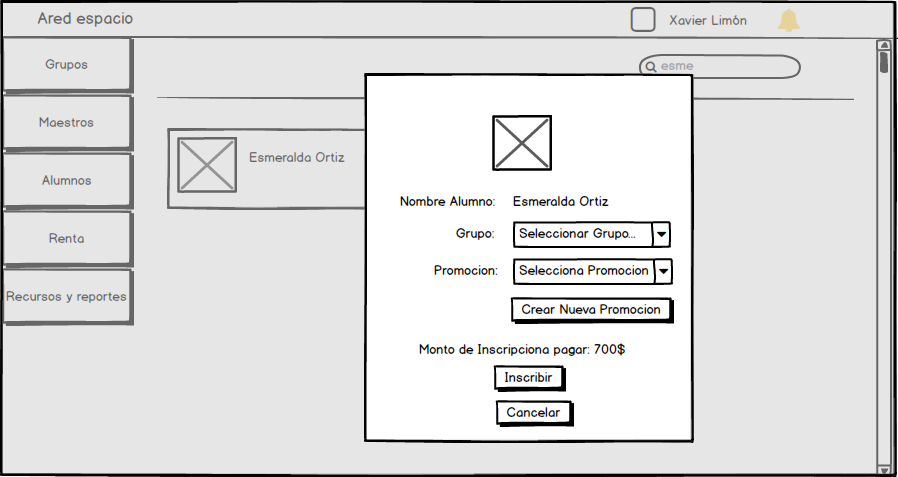 Ared espacio
Xavier Limón
Grupos
Maestros
Alumnos
Renta
Recursos y reportes
esme
Esmeralda Ortiz
Nombre Alumno: Esmeralda Ortiz
Grupo: Seleccionar Grupo...
Promocion: Selecciona Promocion
Crear Nueva Promocion
Monto de Inscripciona pagar: 700$
Inscribir
Cancelar